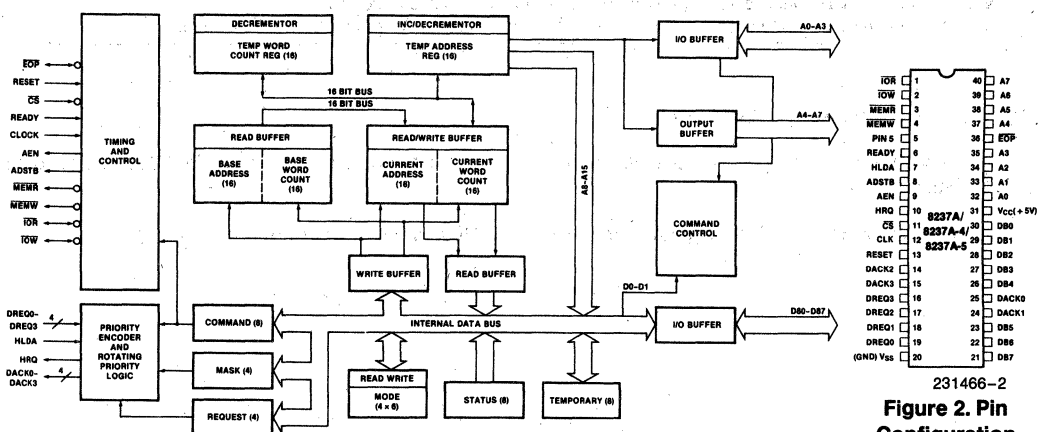 DECREMENTOR
TEMP WORD
COUNT REG (16)
INC/DECREMENTOR
TEMP ADDRESS
REG (16)
I/O BUFFER
A0-A3
EOP
RESET
CS
READY
CLOCK
AEN
ADSTB
MEMR
MEMW
IOR
IOW
TIMING
AND
CONTROL
16 BIT BUS
16 BIT BUS
READ BUFFER
BASE
ADDRESS
(16)
BASE
WORD
COUNT
(16)
READ/WRITE BUFFER
CURRENT
ADDRESS
(16)
CURRENT
WORD
COUNT
(16)
A8-A15
OUTPUT
BUFFER
A4-A7
COMMAND
CONTROL
WRITE BUFFER
READ BUFFER
D0-D1
DREQ0-
DREQ3
4
HLDA
HRQ
DACK0-
DACK3
4
PRIORITY
ENCODER
AND
ROTATING
PRIORITY
LOGIC
COMMAND (8)
MASK (4)
REQUEST (4)
INTERNAL DATA BUS
I/O BUFFER
DB0-DB7
READ WRITE
MODE
(4 × 6)
STATUS (8)
TEMPORARY (8)
IOR 1 40 A7
IOW 2 39 A6
MEMR 3 38 A5
MEMW 4 37 A4
PIN 5 5 36 EOP
READY 6 35 A3
HLDA 7 34 A2
ADSTB 8 33 A1
AEN 9 32 A0
HRQ 10 31 VCC(+5V)
CS 11 30 DB0
CLK 12 29 DB1
RESET 13 28 DB2
DACK2 14 27 DB3
DACK3 15 26 DB4
DREQ3 16 25 DACK0
DREQ2 17 24 DACK1
DREQ1 18 23 DB5
DREQ0 19 22 DB6
(GND) VSS 20 21 DB7
8237A/
8237A-4/
8237A-5
231466-2
Figure 2. Pin
Configuration